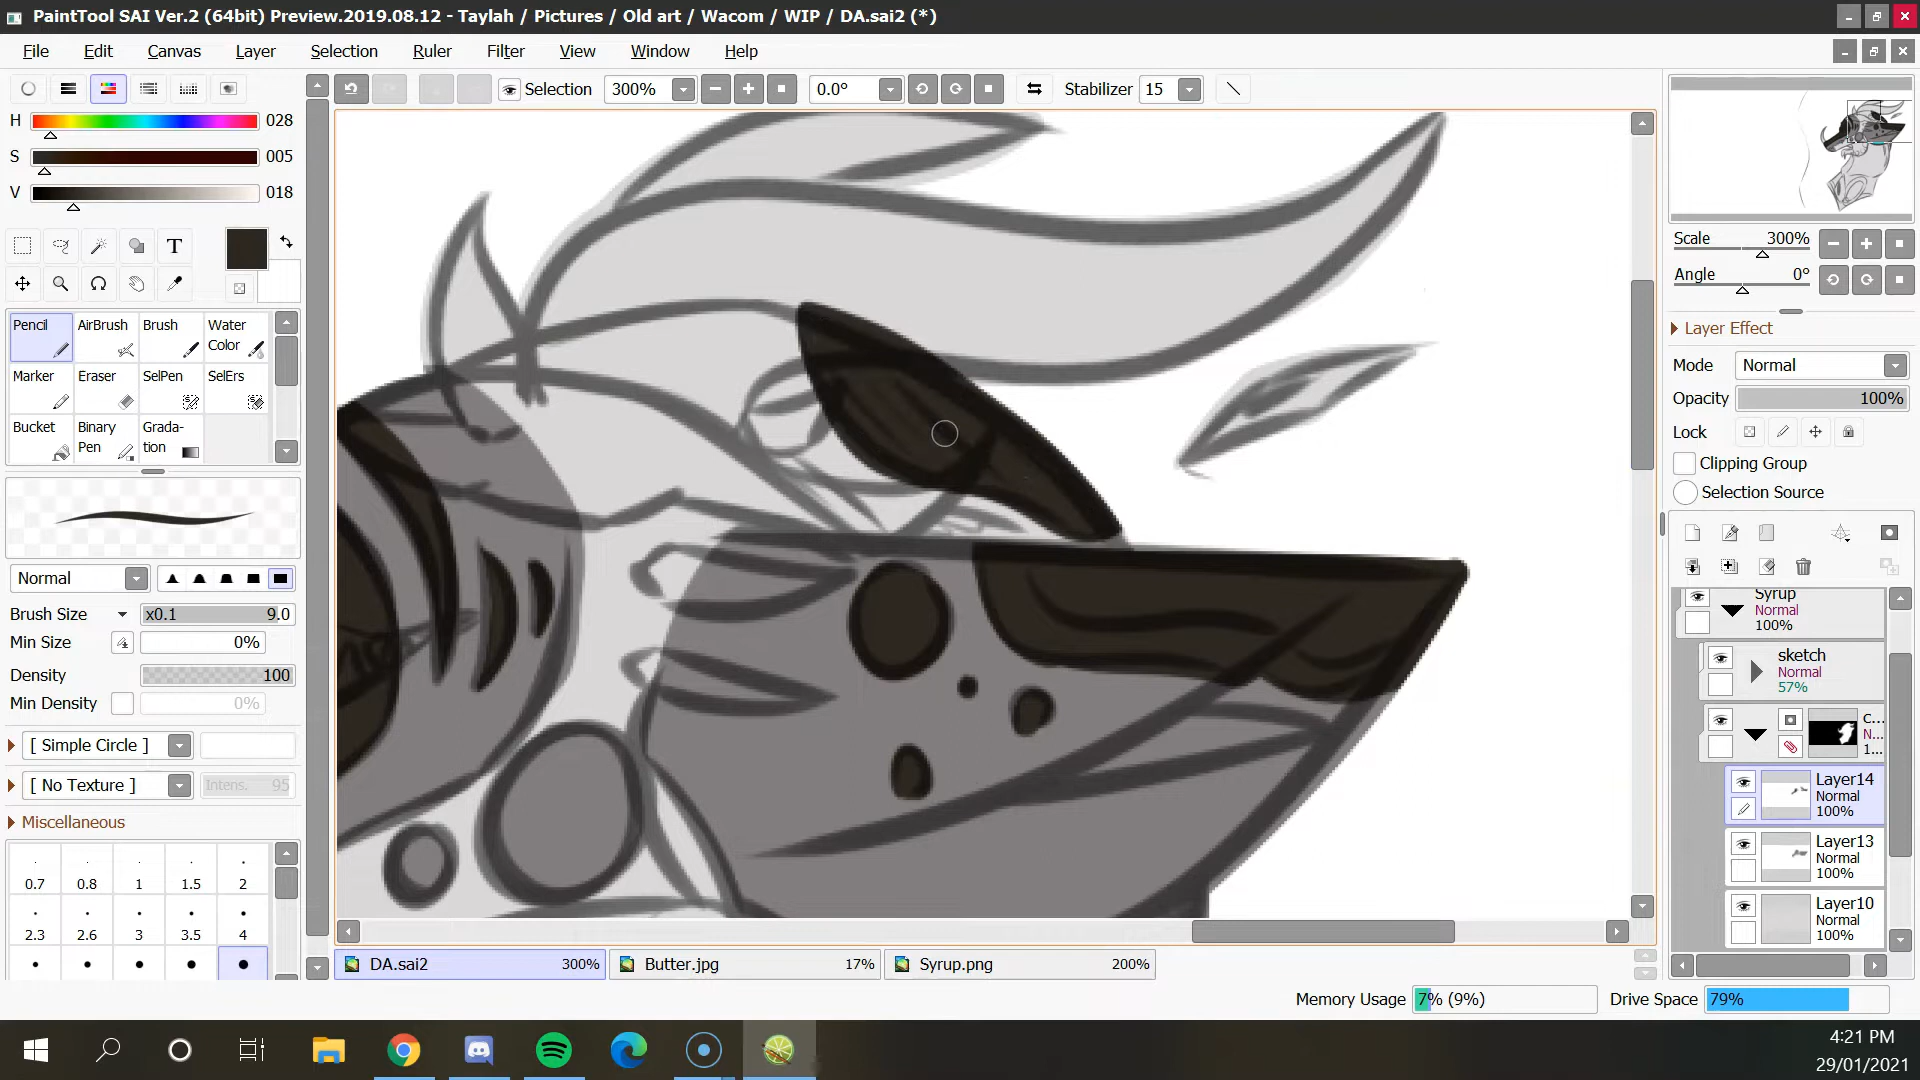 PaintTool SAI Ver.2 (64bit) Preview.2019.08.12 - Taylah / Pictures / Old art / Wacom / WIP / DA.sai2 (*)
File Edit Canvas Layer Selection Ruler Filter View Window Help
Selection 300% 0.0° Stabilizer 15
H 028
S 005
V 018
T
Pencil AirBrush Brush Water Color
Marker Eraser SelPen SelErs
Bucket Binary Pen Grada-tion
Normal
Brush Size x0.1 9.0
Min Size 0%
Density 100
Min Density 0%
[ Simple Circle ]
[ No Texture ] Intens. 95
Miscellaneous
0.7 0.8 1 1.5 2
2.3 2.6 3 3.5 4
Scale 300%
Angle 0°
Layer Effect
Mode Normal
Opacity 100%
Lock
Clipping Group
Selection Source
Syrup
Normal
100%
sketch
Normal
57%
C...
N...
1...
Layer14
Normal
100%
Layer13
Normal
100%
Layer10
Normal
100%
DA.sai2 300% Butter.jpg 17% Syrup.png 200%
Memory Usage 7% (9%) Drive Space 79%
4:21 PM
29/01/2021